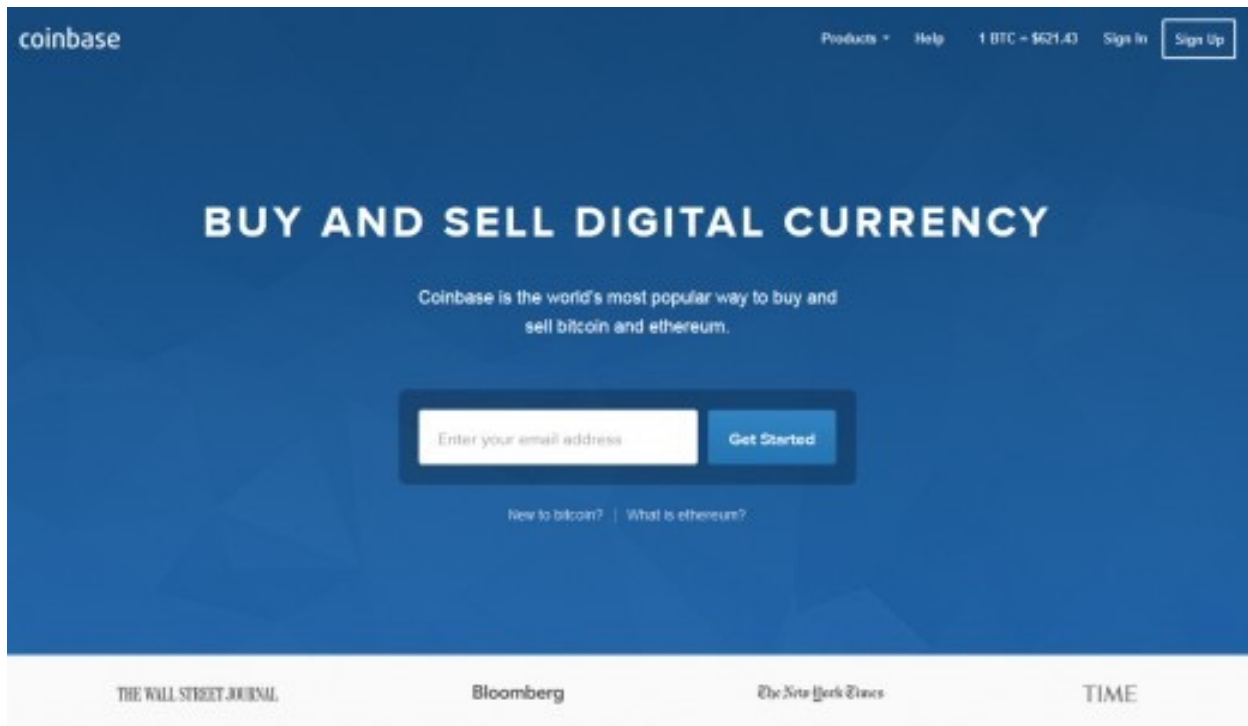 coinbase
Products Help 1 BTC = $621.43 Sign In Sign Up
BUY AND SELL DIGITAL CURRENCY
Coinbase is the world's most popular way to buy and
sell bitcoin and ethereum.
Enter your email address Get Started
New to bitcoin? | What is ethereum?
THE WALL STREET JOURNAL Bloomberg The New York Times TIME